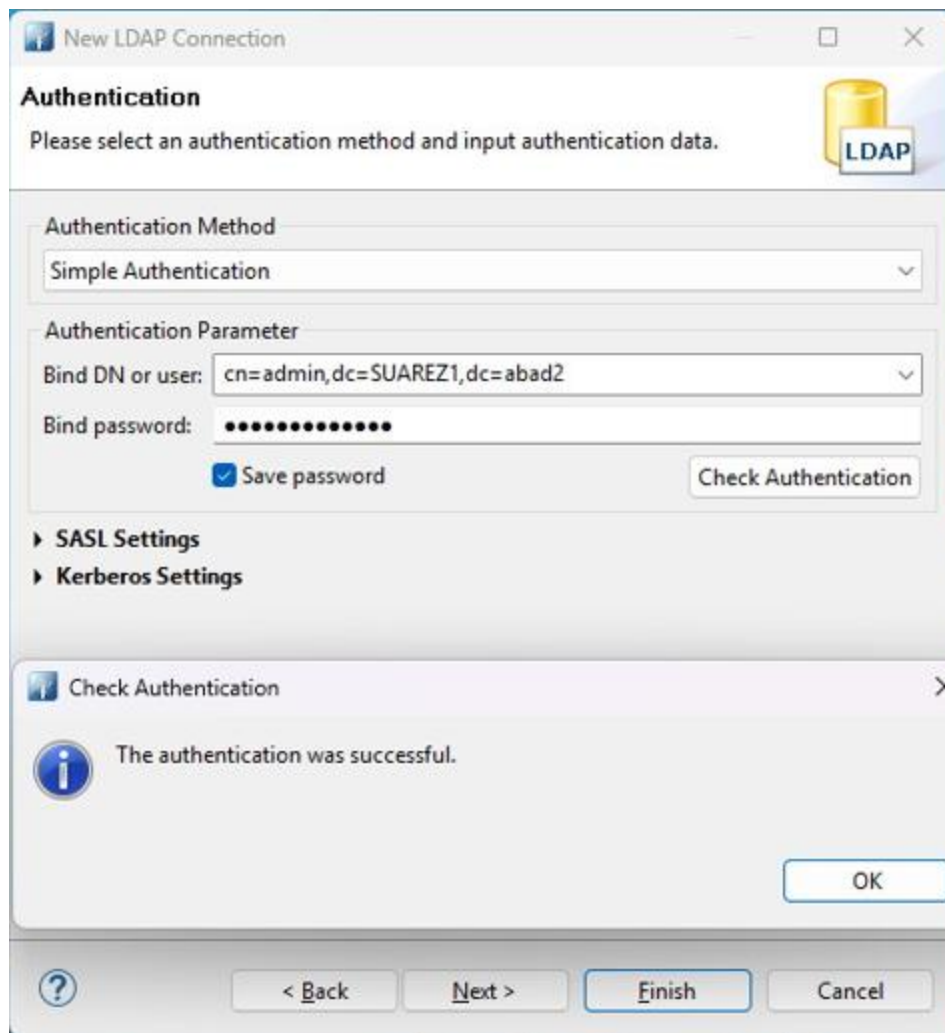 New LDAP Connection
Authentication
Please select an authentication method and input authentication data.
LDAP
Authentication Method
Simple Authentication
Authentication Parameter
Bind DN or user:
cn=admin,dc=SUAREZ1,dc=abad2
Bind password:
•••••••••••••
Save password
Check Authentication
SASL Settings
Kerberos Settings
Check Authentication
The authentication was successful.
OK
?
< Back
Next >
Finish
Cancel